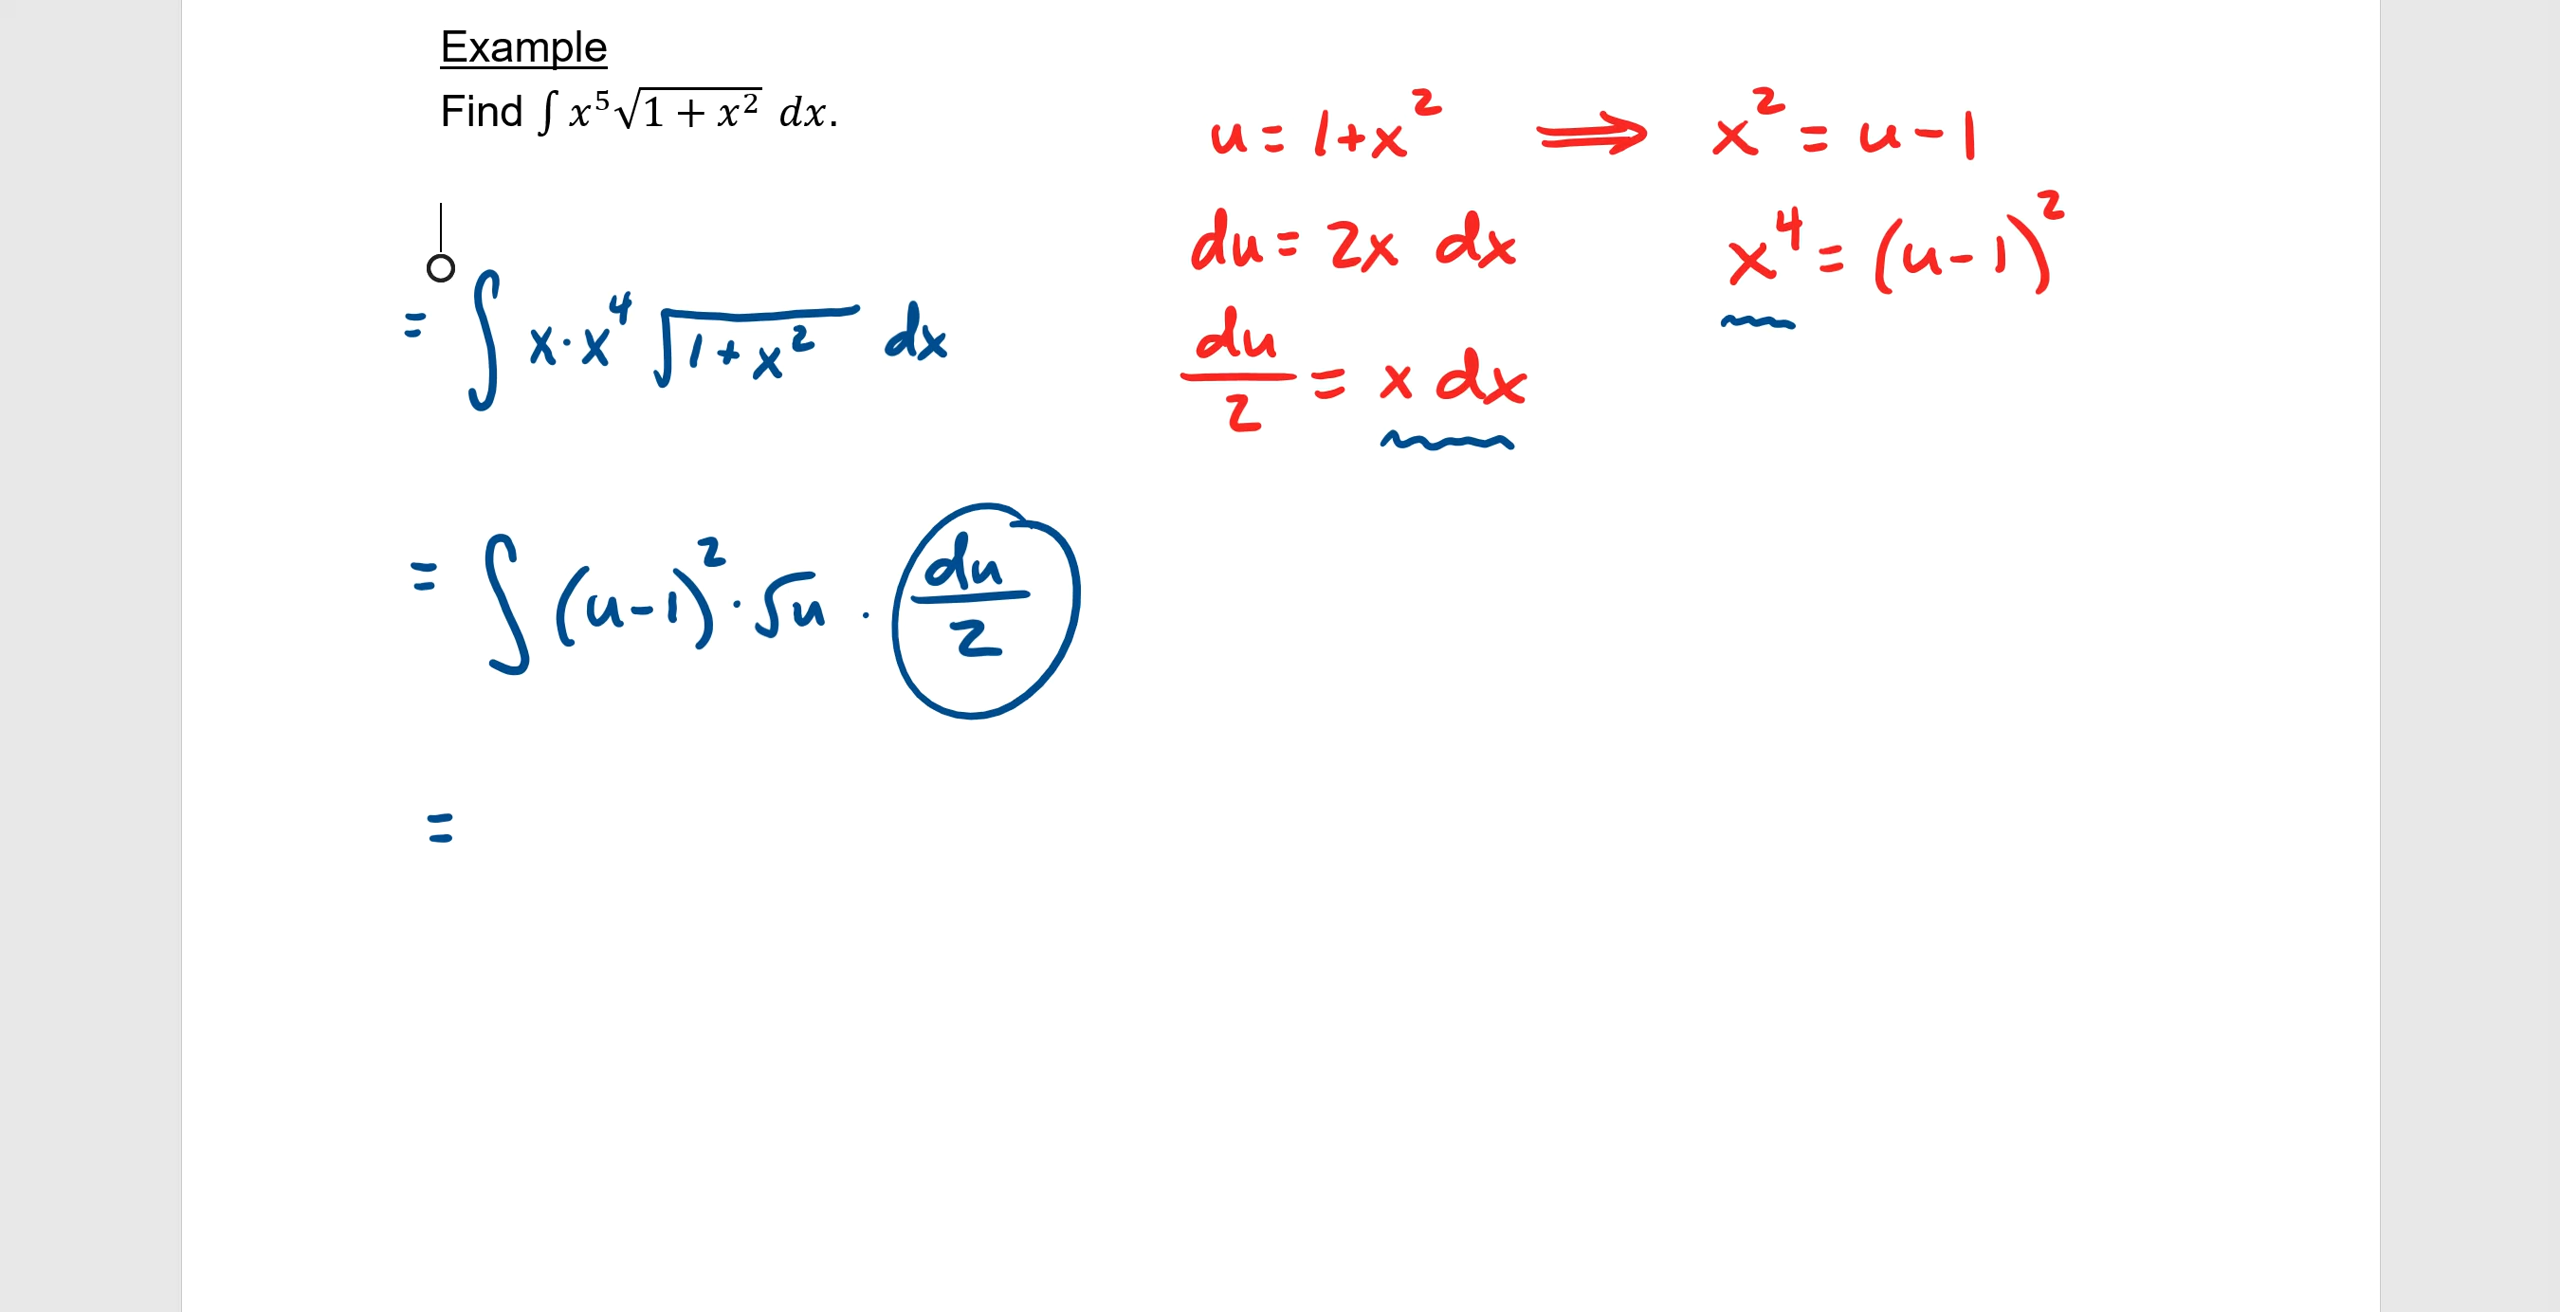 Example
Find ∫ x⁵√(1 + x²) dx.
u = 1+x² ⟹ x² = u-1
du = 2x dx
x⁴ = (u-1)²
du/2 = x dx
= ∫ x·x⁴ √(1+x²) dx
= ∫ (u-1)² · √u · du/2
=